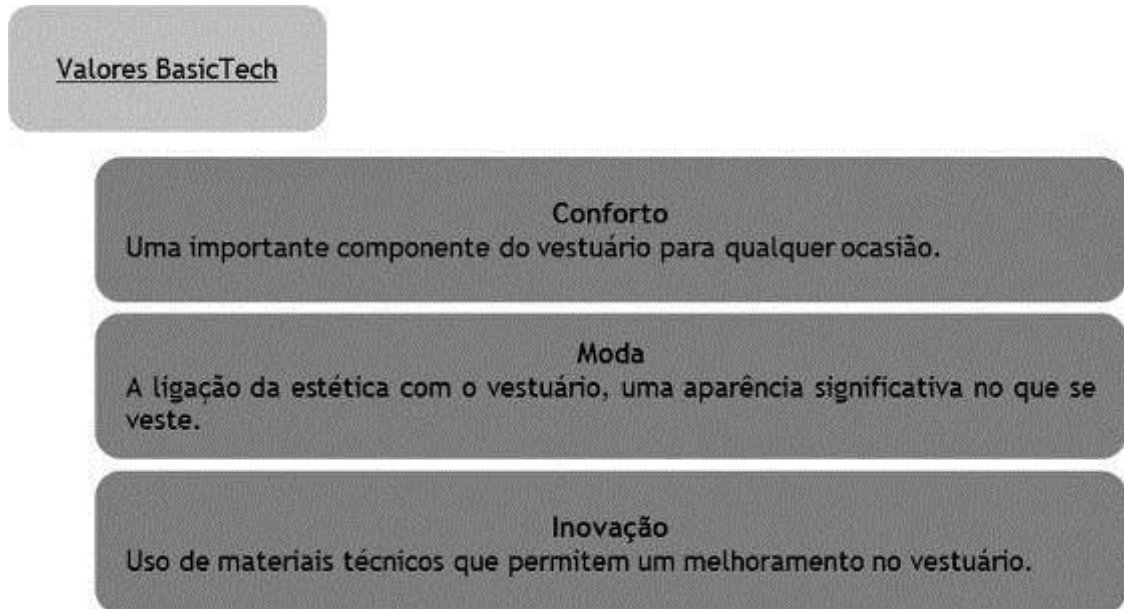 Valores BasicTech
Conforto
Uma importante componente do vestuário para qualquer ocasião.
Moda
A ligação da estética com o vestuário, uma aparência significativa no que se
veste.
Inovação
Uso de materiais técnicos que permitem um melhoramento no vestuário.